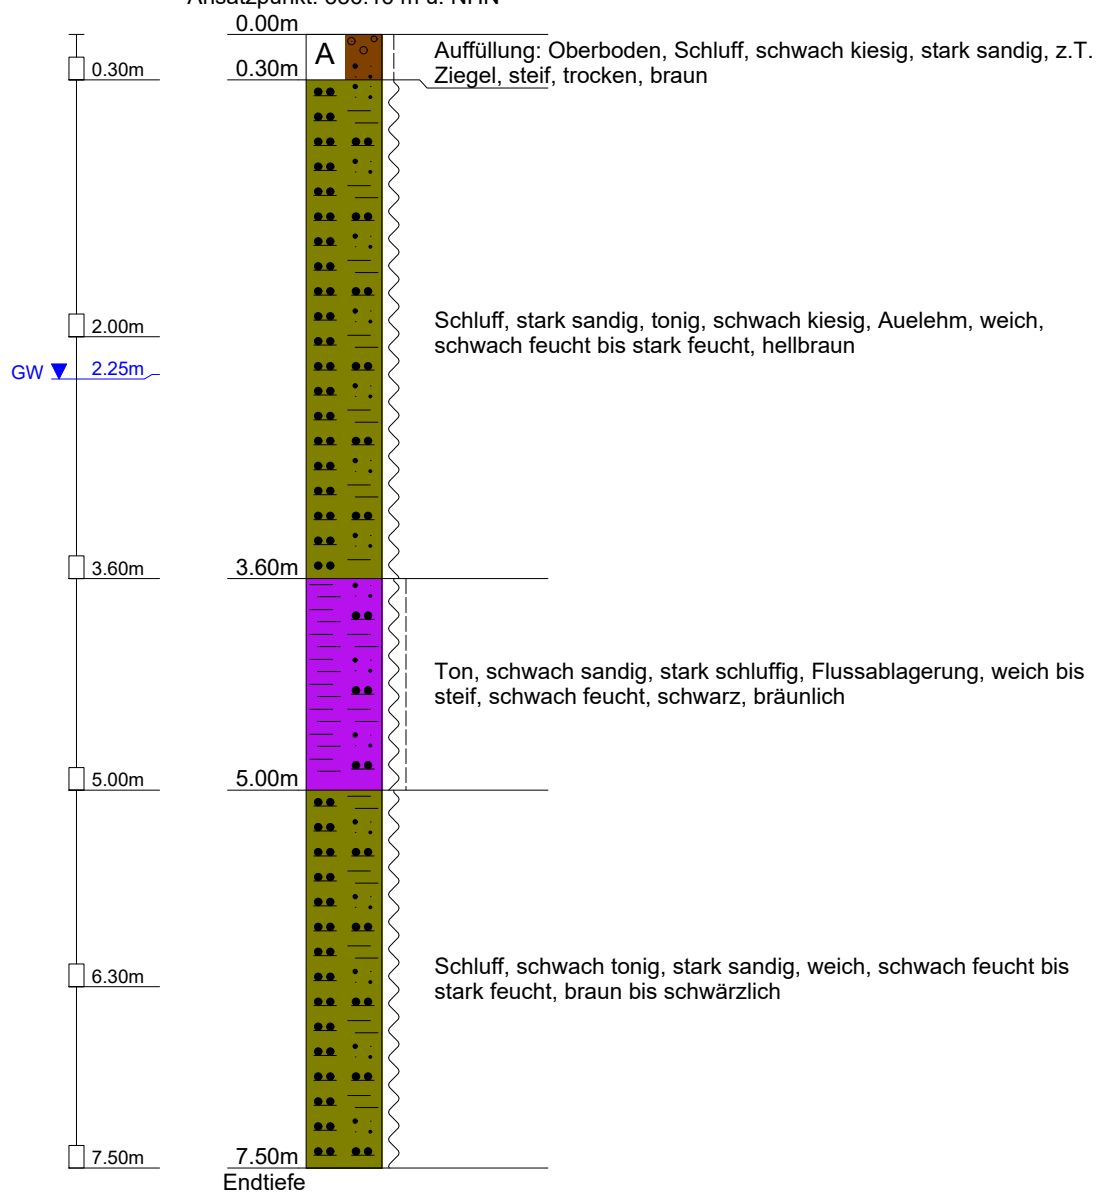 0.00m
A
Auffüllung: Oberboden, Schluff, schwach kiesig, stark sandig, z.T.
0.30m
0.30m
Ziegel, steif, trocken, braun
2.00m
Schluff, stark sandig, tonig, schwach kiesig, Auelehm, weich,
schwach feucht bis stark feucht, hellbraun
GW 2.25m
3.60m
3.60m
Ton, schwach sandig, stark schluffig, Flussablagerung, weich bis
steif, schwach feucht, schwarz, bräunlich
5.00m
5.00m
6.30m
Schluff, schwach tonig, stark sandig, weich, schwach feucht bis
stark feucht, braun bis schwärzlich
7.50m
7.50m
Endtiefe